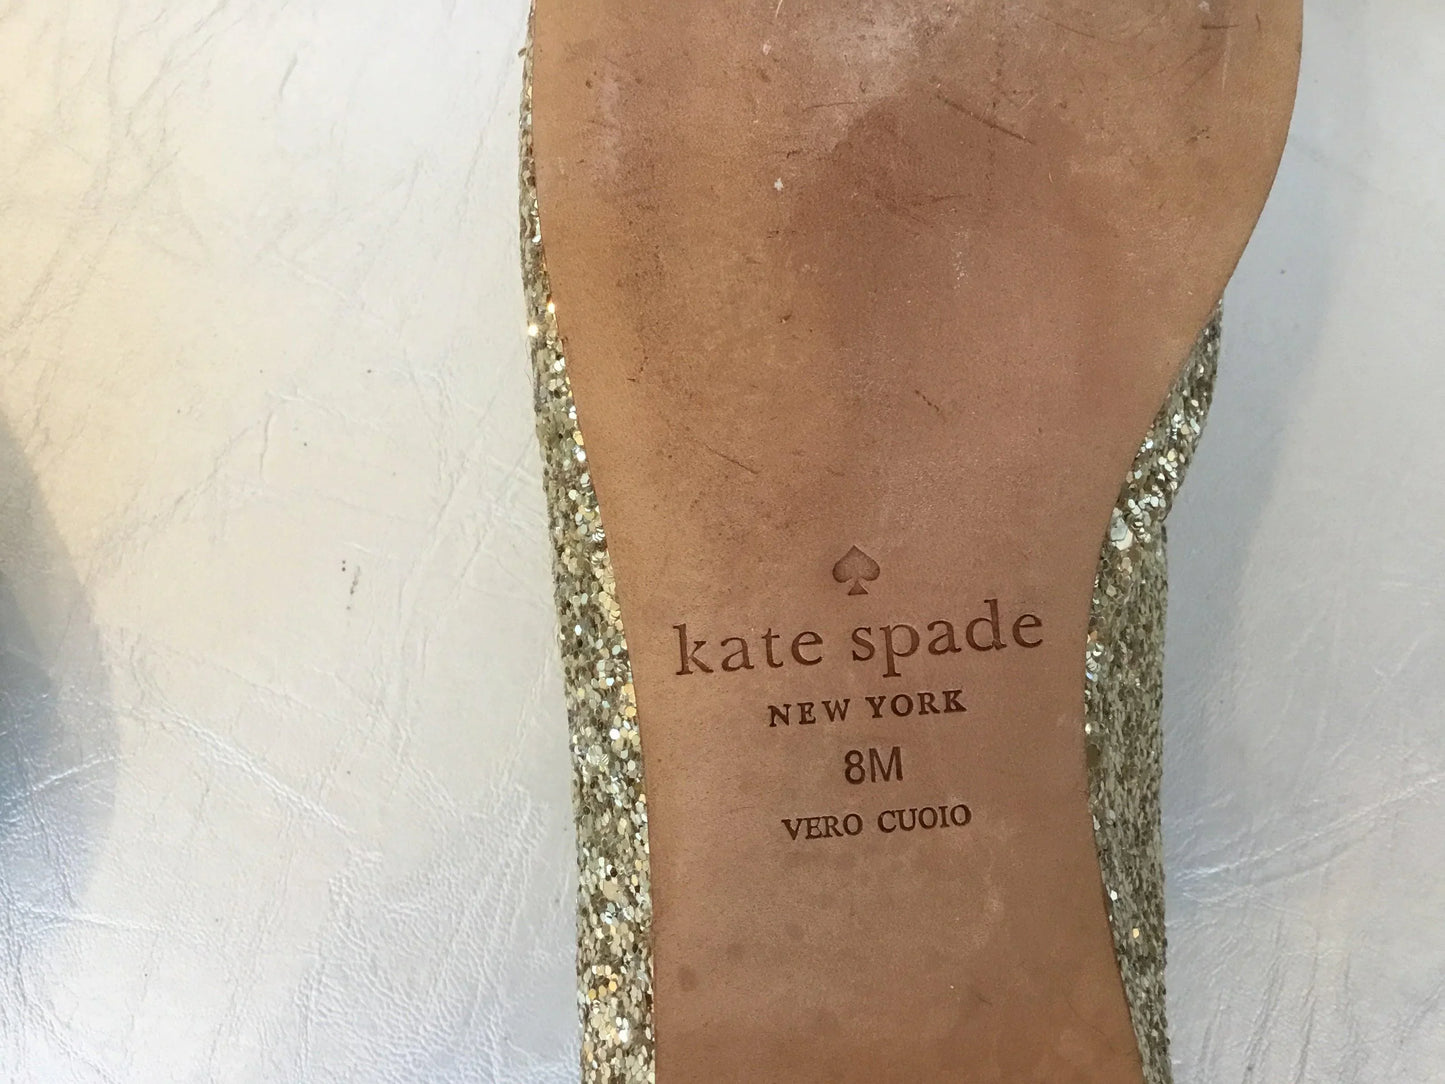 kate spade
NEW YORK
8M
VERO CUOIO